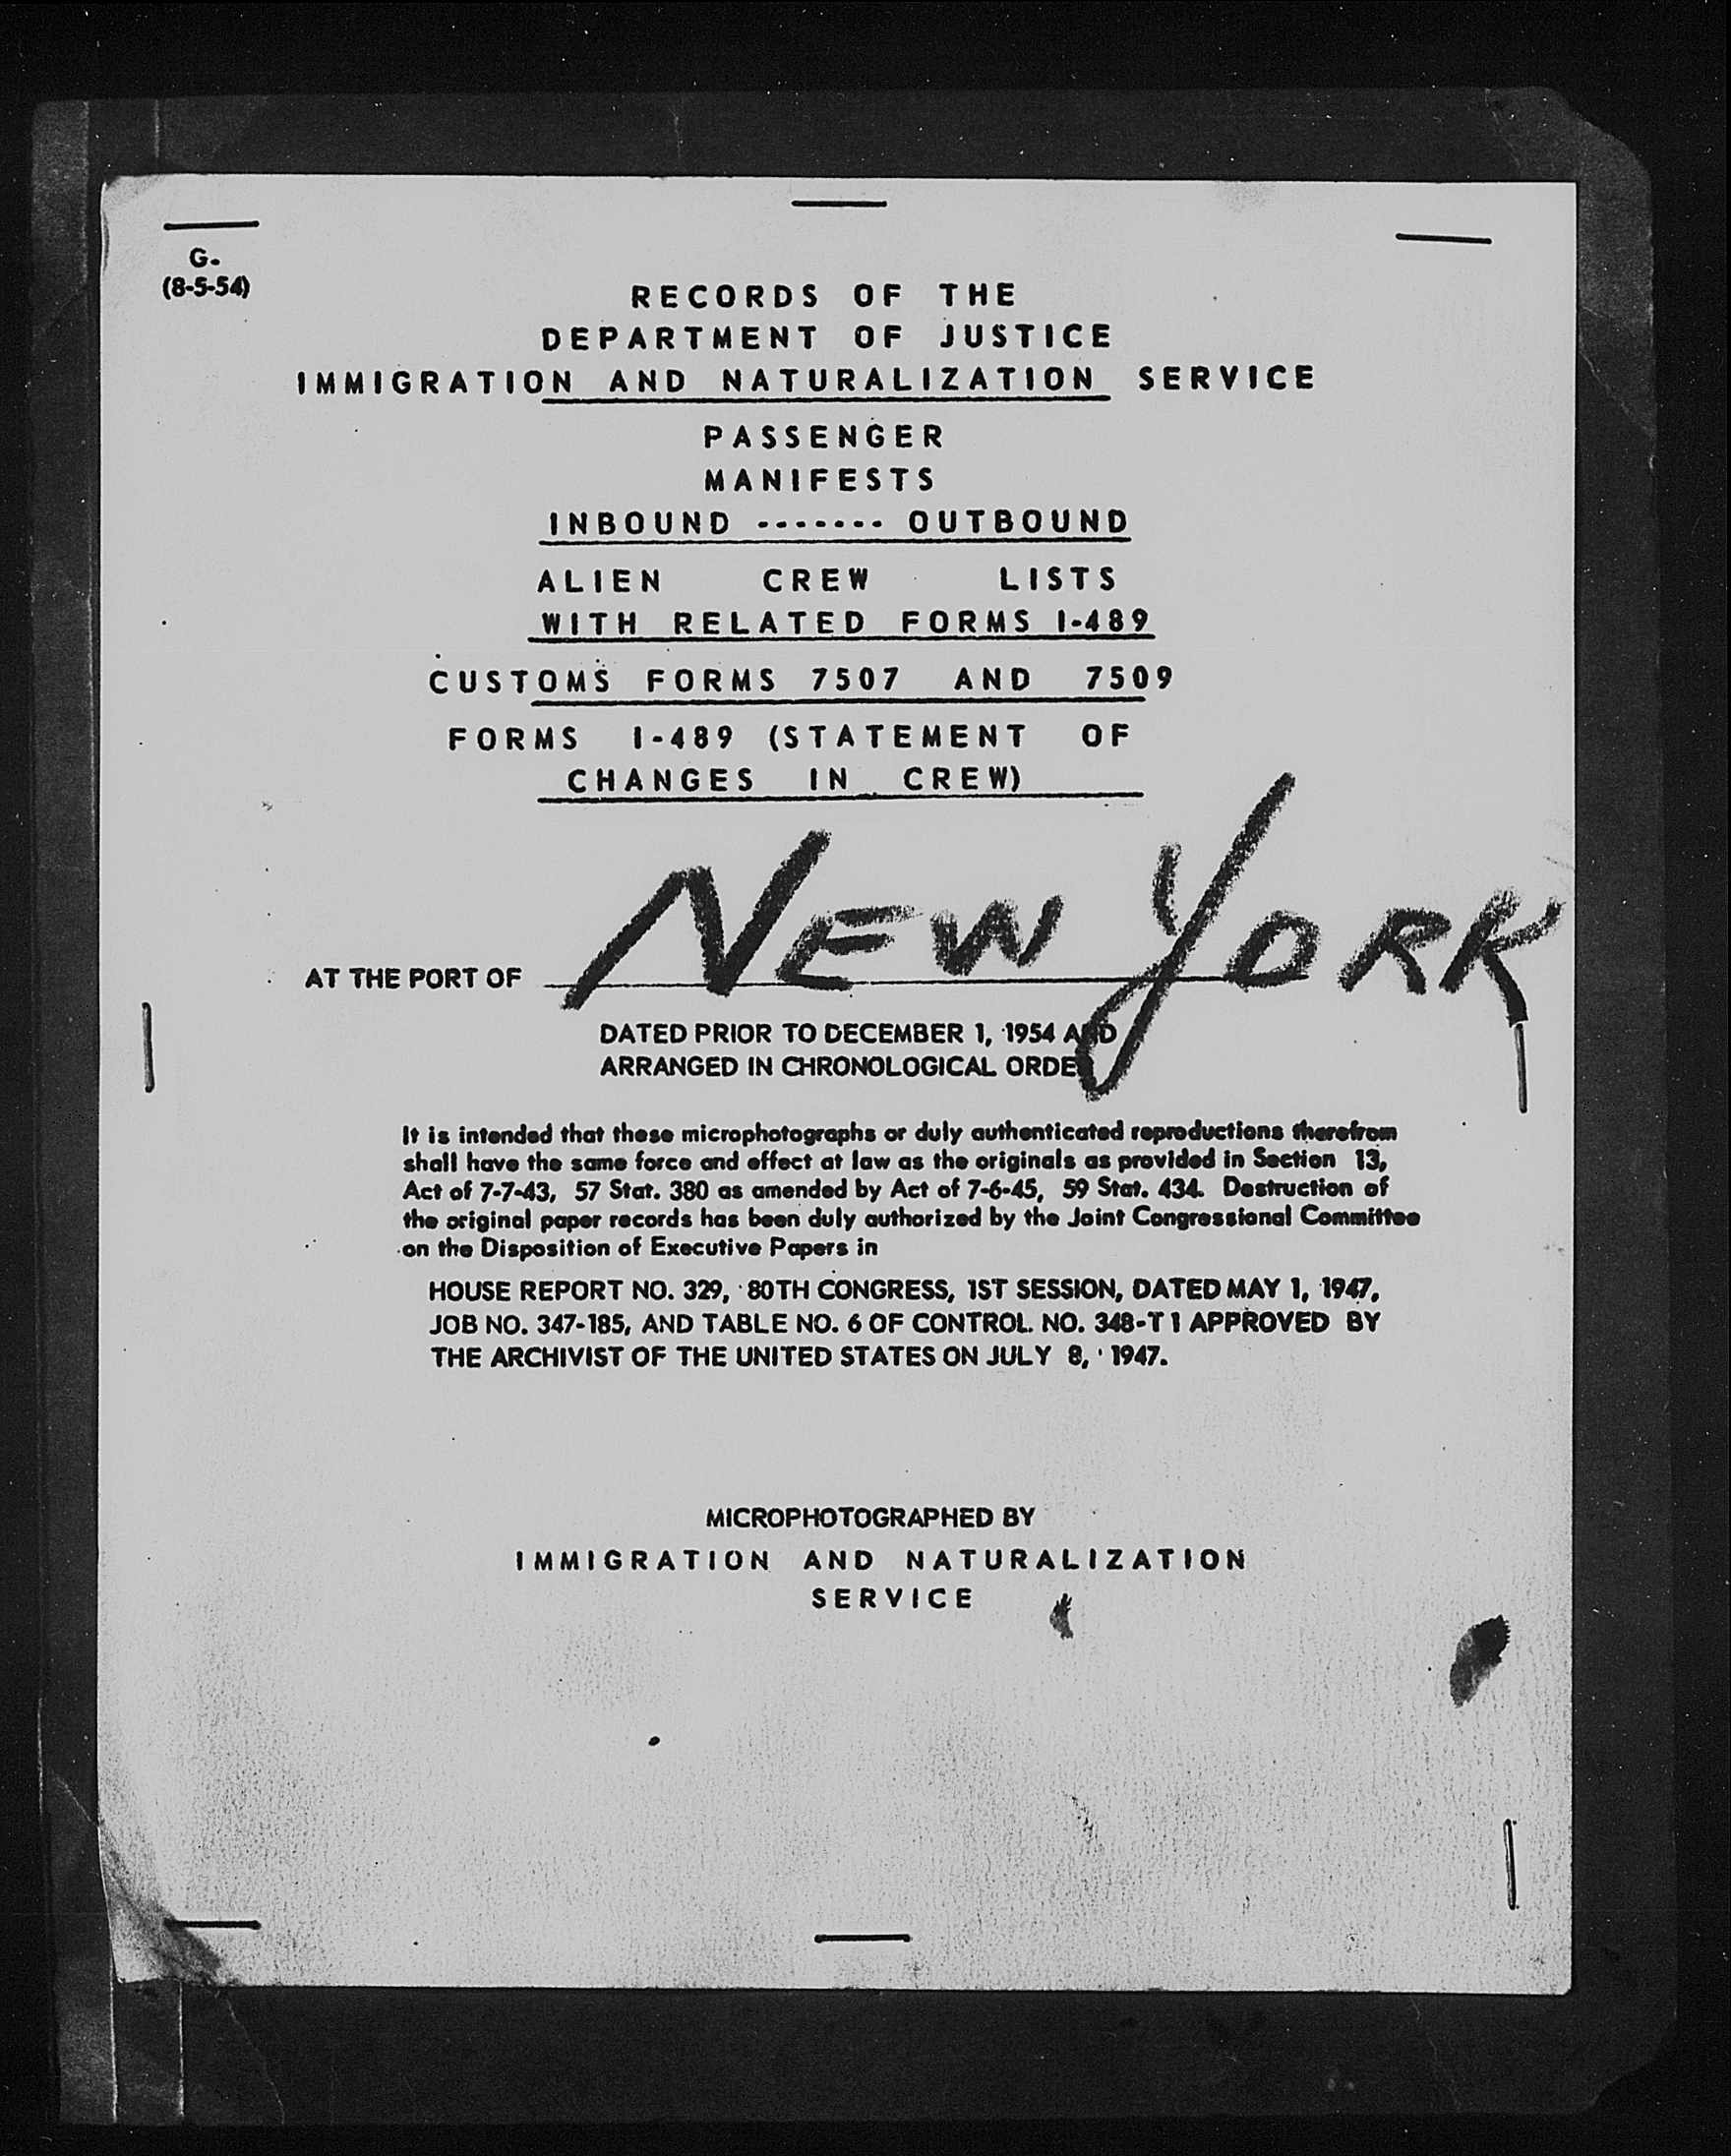 G.
(8-5-54)
RECORDS OF THE
DEPARTMENT OF JUSTICE
IMMIGRATION AND NATURALIZATION SERVICE
PASSENGER
MANIFESTS
INBOUND ------- OUTBOUND
ALIEN CREW LISTS
WITH RELATED FORMS I-489
CUSTOMS FORMS 7507 AND 7509
FORMS I-489 (STATEMENT OF
CHANGES IN CREW)
AT THE PORT OF NEW YORK
DATED PRIOR TO DECEMBER 1, 1954 AND
ARRANGED IN CHRONOLOGICAL ORDER
It is intended that these microphotographs or duly authenticated reproductions therefrom
shall have the same force and effect at law as the originals as provided in Section 13,
Act of 7-7-43, 57 Stat. 380 as amended by Act of 7-6-45, 59 Stat. 434. Destruction of
the original paper records has been duly authorized by the Joint Congressional Committee
on the Disposition of Executive Papers in
HOUSE REPORT NO. 329, 80TH CONGRESS, 1ST SESSION, DATED MAY 1, 1947,
JOB NO. 347-185, AND TABLE NO. 6 OF CONTROL NO. 348-T 1 APPROVED BY
THE ARCHIVIST OF THE UNITED STATES ON JULY 8, 1947.
MICROPHOTOGRAPHED BY
IMMIGRATION AND NATURALIZATION
SERVICE